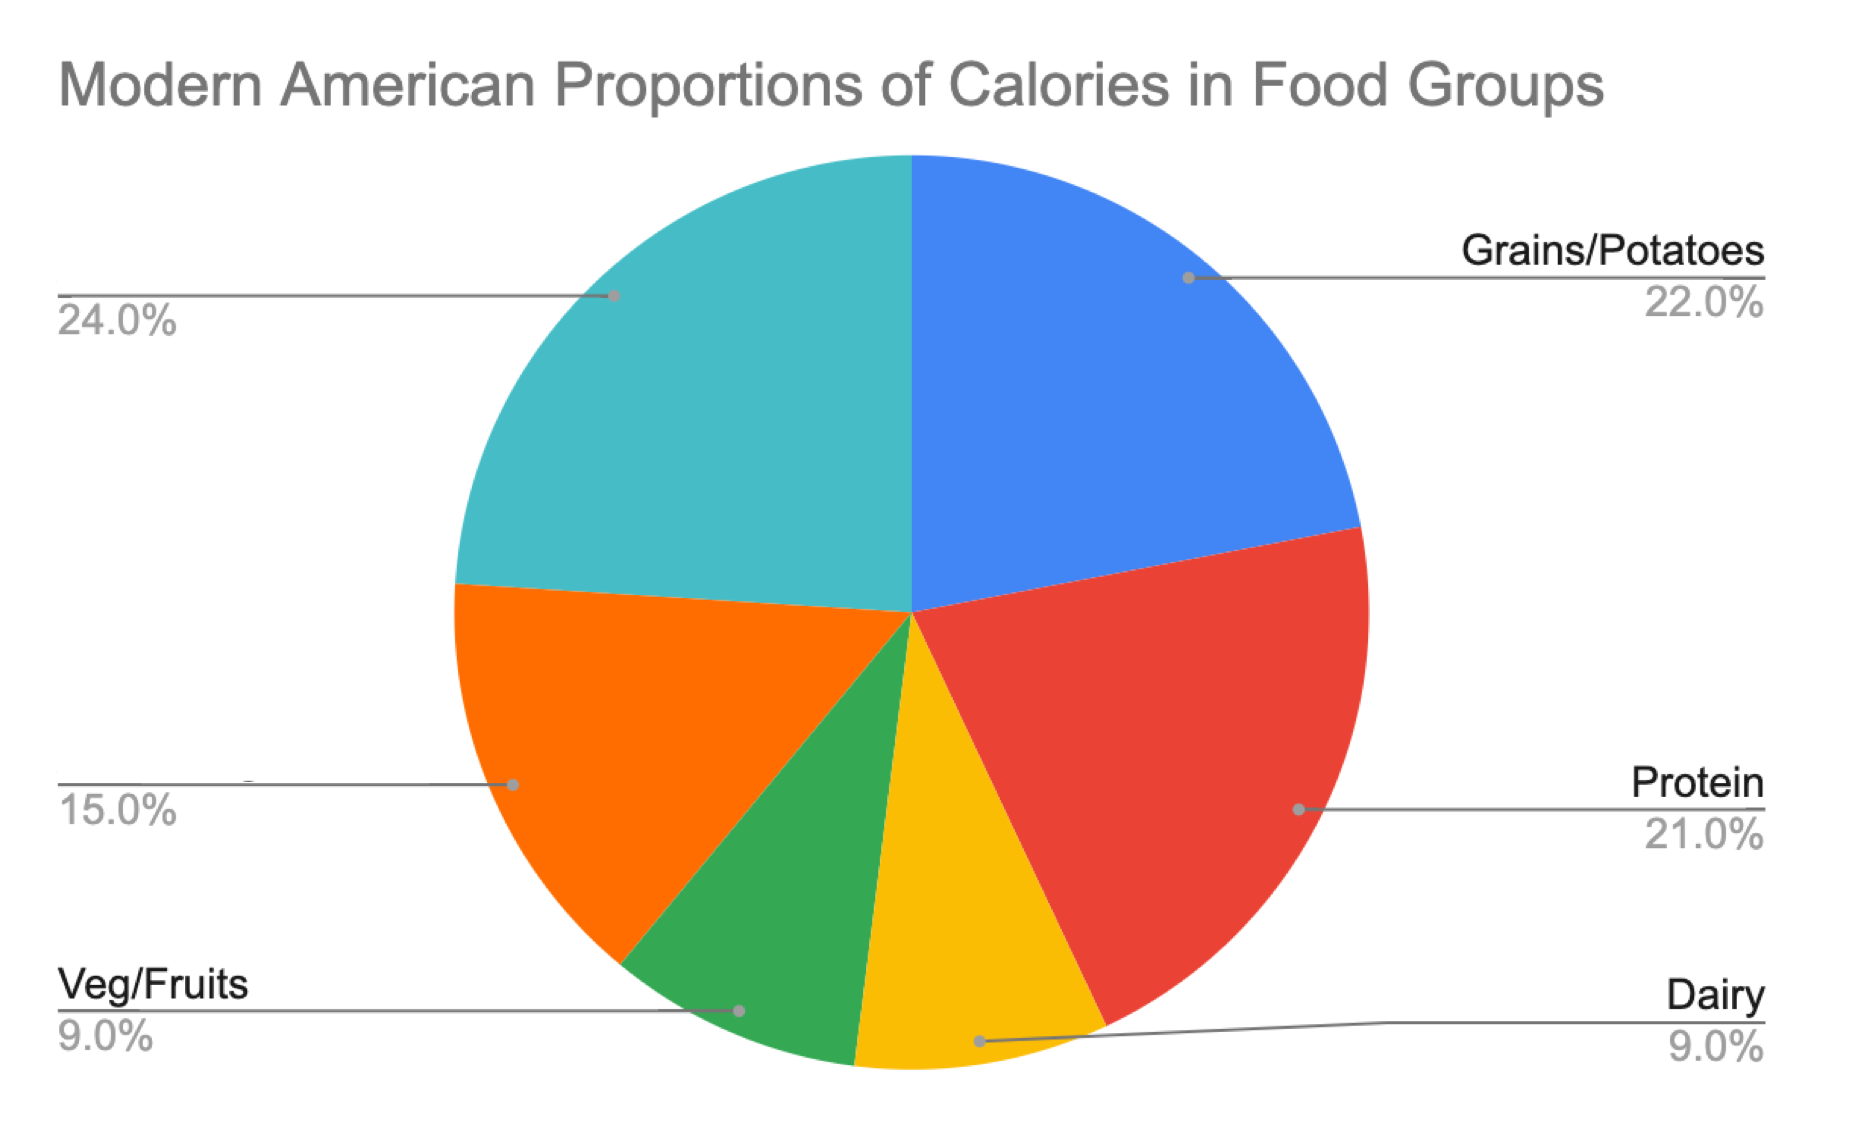 Modern American Proportions of Calories in Food Groups
Grains/Potatoes
22.0%
24.0%
Protein
21.0%
15.0%
Veg/Fruits
9.0%
Dairy
9.0%